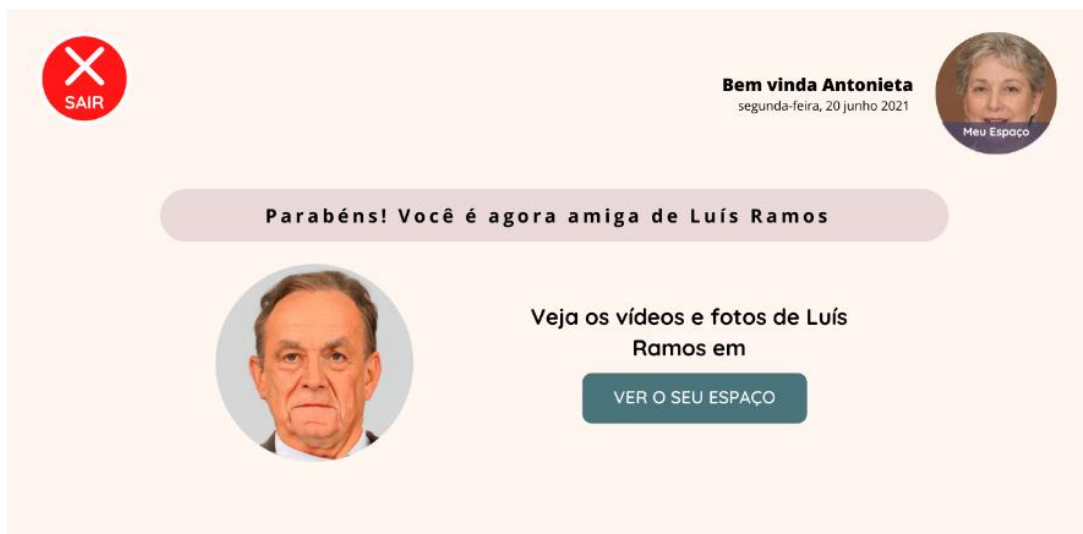 SAIR
Bem vinda Antonieta
segunda-feira, 20 junho 2021
Meu Espaço
Parabéns! Você é agora amiga de Luís Ramos
Veja os vídeos e fotos de Luís
Ramos em
VER O SEU ESPAÇO